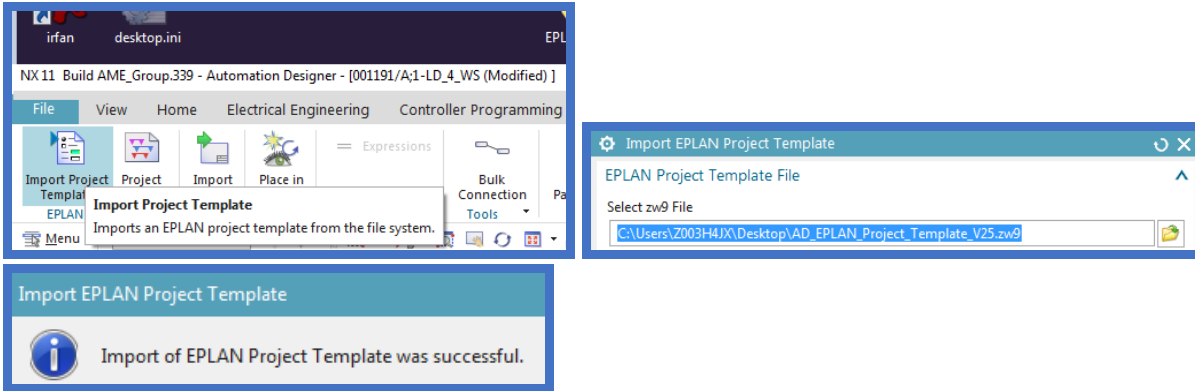 irfan desktop.ini EPL
NX 11 Build AME_Group.339 - Automation Designer - [001191/A;1-LD_4_WS (Modified) ]
File View Home Electrical Engineering Controller Programming
= Expressions
Import Project Project Import Place in Bulk
Templat Connection Pa
EPLAN Tools
Import Project Template
Imports an EPLAN project template from the file system.
Menu
Import EPLAN Project Template
EPLAN Project Template File
Select zw9 File
C:\Users\Z003H4JX\Desktop\AD_EPLAN_Project_Template_V25.zw9
Import EPLAN Project Template
Import of EPLAN Project Template was successful.